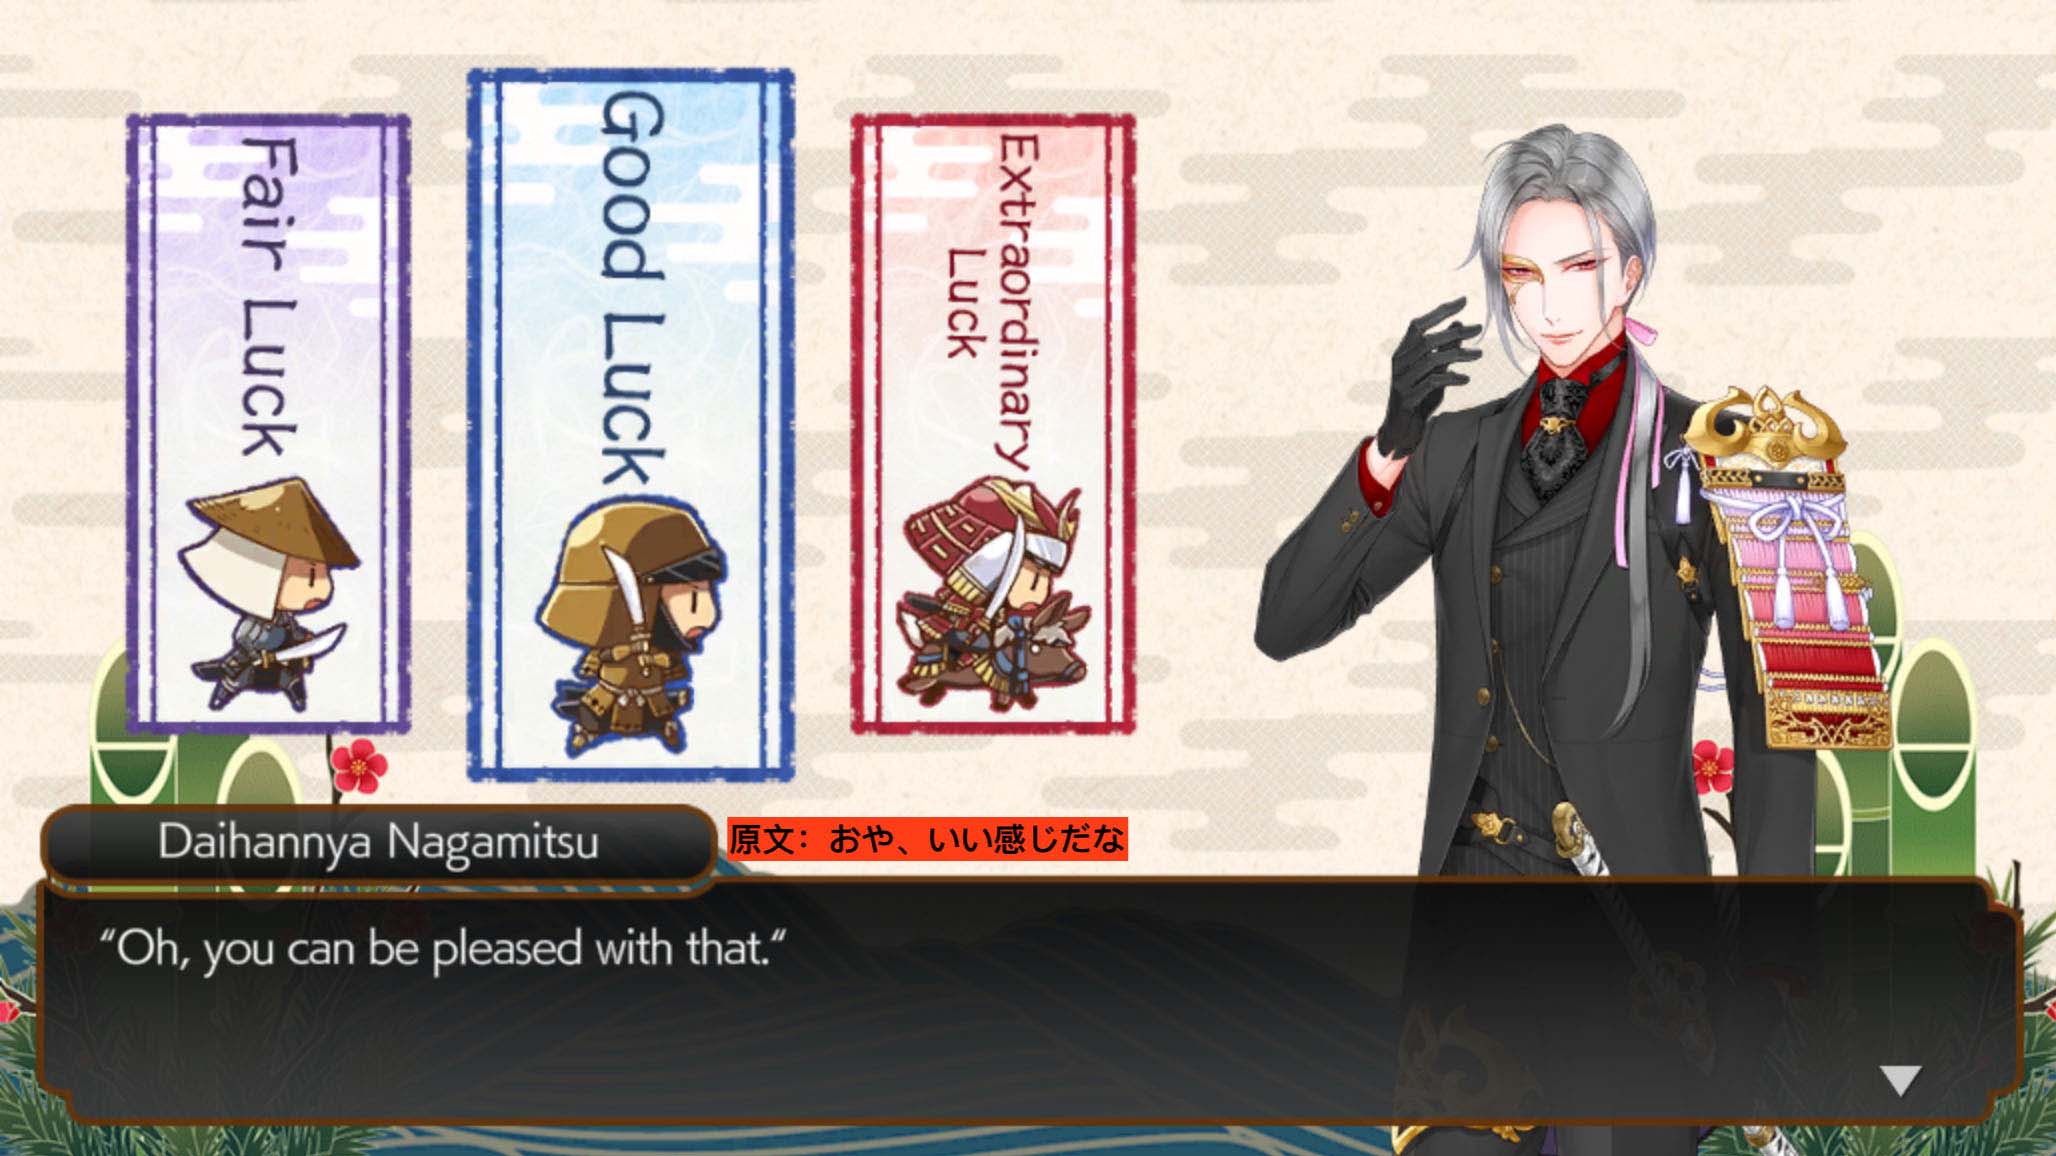 Fair Luck
Good Luck
Extraordinary
Luck
Daihannya Nagamitsu
原文：おや、いい感じだな
“Oh, you can be pleased with that.“